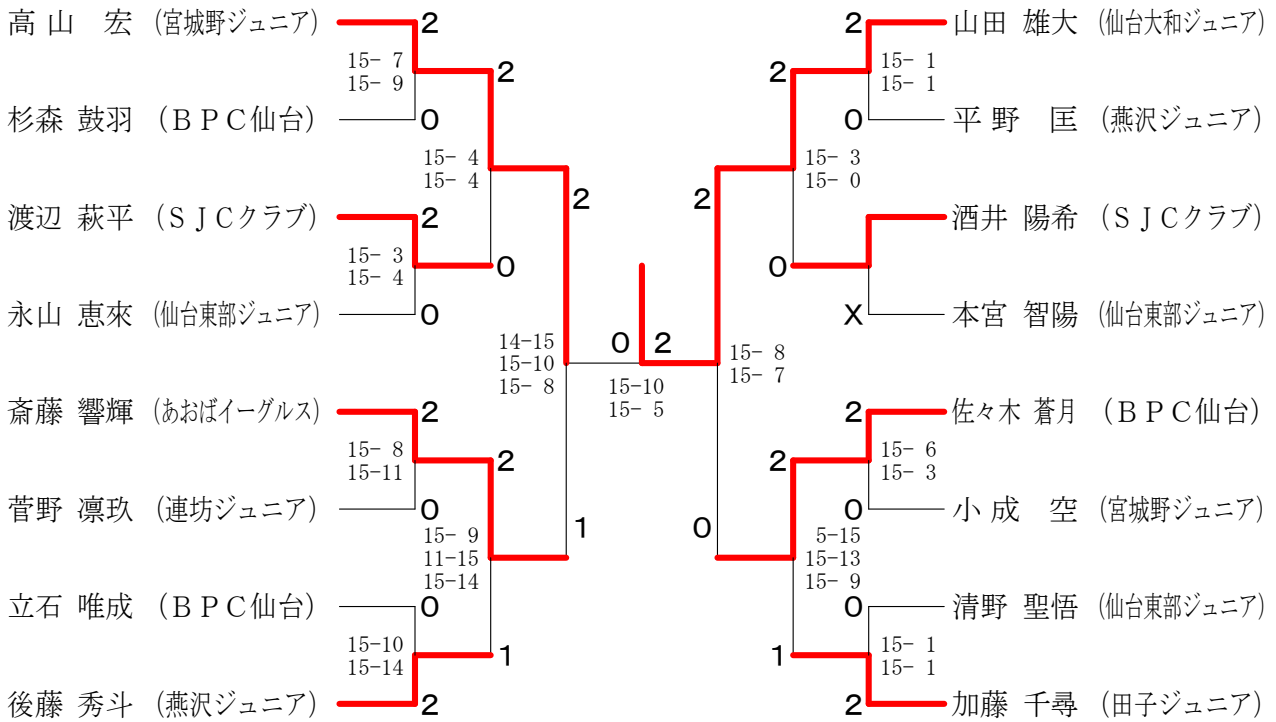 高山 宏 (宮城野ジュニア) 2 2 山田 雄大 (仙台大和ジュニア)
15- 7 15- 1
15- 9 2 2 15- 1
杉森 鼓羽 (ＢＰＣ仙台) 0 0 平野 匡 (燕沢ジュニア)
15- 4 15- 3
15- 4 15- 0
渡辺 萩平 (ＳＪＣクラブ) 2 2 2 酒井 陽希 (ＳＪＣクラブ)
15- 3
15- 4 0 0
永山 恵來 (仙台東部ジュニア) 0 X 本宮 智陽 (仙台東部ジュニア)
14-15 0 2
15-10 15- 8
15- 8 15-10 15- 7
15- 5
斎藤 響輝 (あおばイーグルス) 2 2 佐々木 蒼月 (ＢＰＣ仙台)
15- 8 15- 6
15-11 2 2 15- 3
菅野 凛玖 (連坊ジュニア) 0 0 小成 空 (宮城野ジュニア)
15- 9 1 0 5-15
11-15 15-13
15-14 15- 9
立石 唯成 (ＢＰＣ仙台) 0 0 清野 聖悟 (仙台東部ジュニア)
15-10 15- 1
15-14 1 1 15- 1
後藤 秀斗 (燕沢ジュニア) 2 2 加藤 千尋 (田子ジュニア)